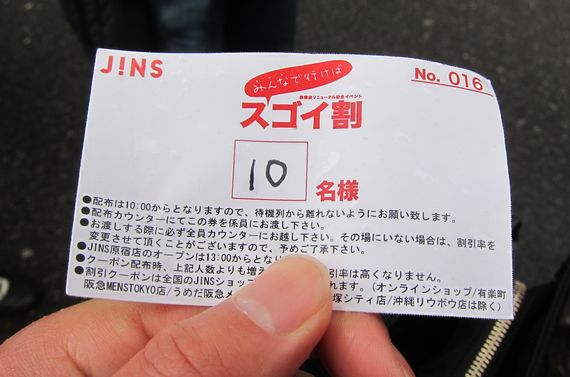 JINS
みんなで行けば
No. 016
原宿店リニューアル記念イベント
スゴイ割
10 名様
●配布は10:00からとなりますので、待機列から離れないようにお願い致します。
●配布カウンターにてこの券を係員にお渡し下さい。
●お渡しする際に必ず全員カウンターにお越し下さい。その場にいない場合は、割引率を
変更させて頂くことがございますので、予めご了承下さい。
●JINS原宿店のオープンは13:00からとな
●クーポン配布時、上記人数よりも増え 引率は高くなりません。
●割引クーポンは全国のJINSショッ れます。(オンラインショップ/有楽町
阪急MENSTOKYO店/うめだ阪急メ 塚シティ店/沖縄リウボウ店は除く)